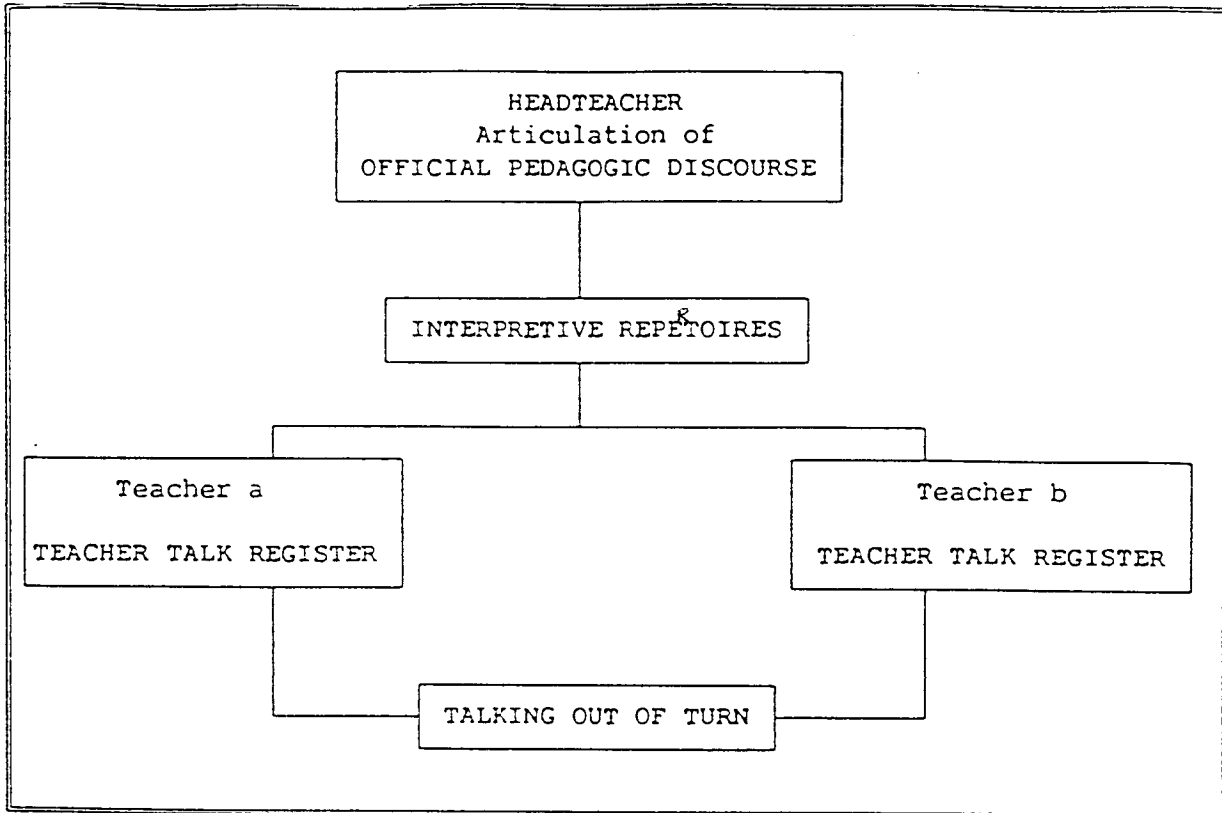 HEADTEACHER
Articulation of
OFFICIAL PEDAGOGIC DISCOURSE
INTERPRETIVE REPERTOIRES
Teacher a
TEACHER TALK REGISTER
Teacher b
TEACHER TALK REGISTER
TALKING OUT OF TURN